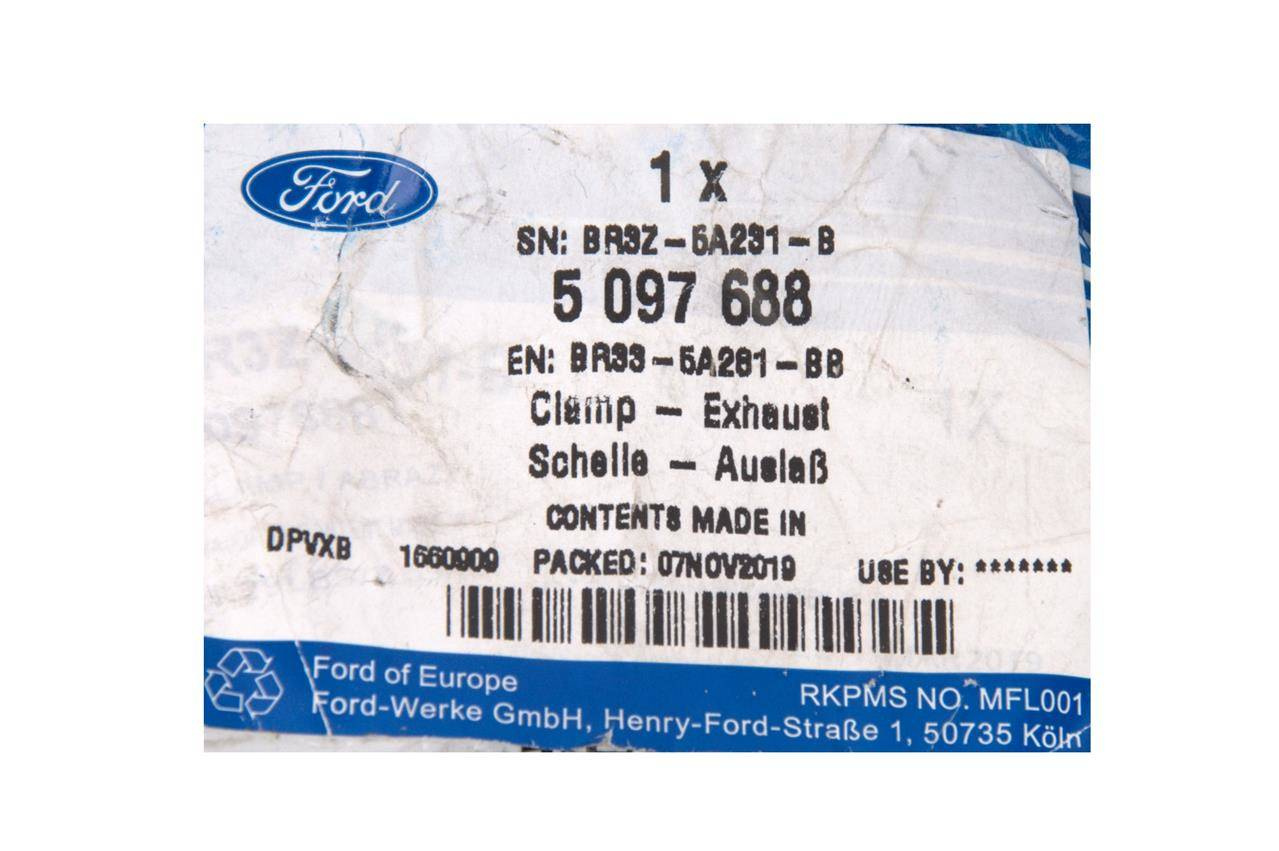 Ford
1 x
SN: BR3Z-5A231-B
5 097 688
EN: BR33-5A281-BB
Clamp - Exhaust
Schelle - Auslaß
CONTENTS MADE IN
DPVXB 1660909 PACKED: 07NOV2019 USE BY: *******
Ford of Europe
RKPMS NO. MFL001
Ford-Werke GmbH, Henry-Ford-Straße 1, 50735 Köln